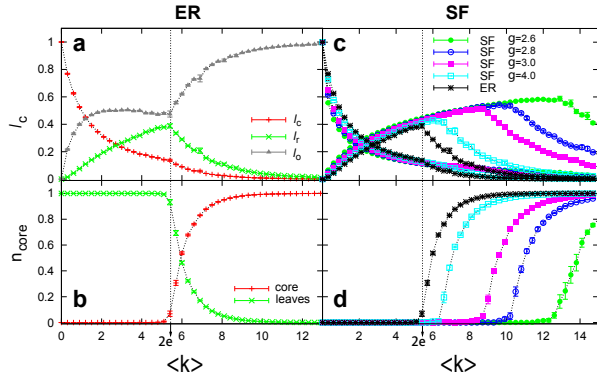 ER
SF
a
l_c
l_r
l_o
c
SF g=2.6
SF g=2.8
SF g=3.0
SF g=4.0
ER
1
0.8
0.6
0.4
0.2
0
l_c
b
core
leaves
d
1
0.8
0.6
0.4
0.2
0
n_core
0 2 4 2e 6 8 10 12
2 4 2e 6 8 10 12 14
<k>
<k>